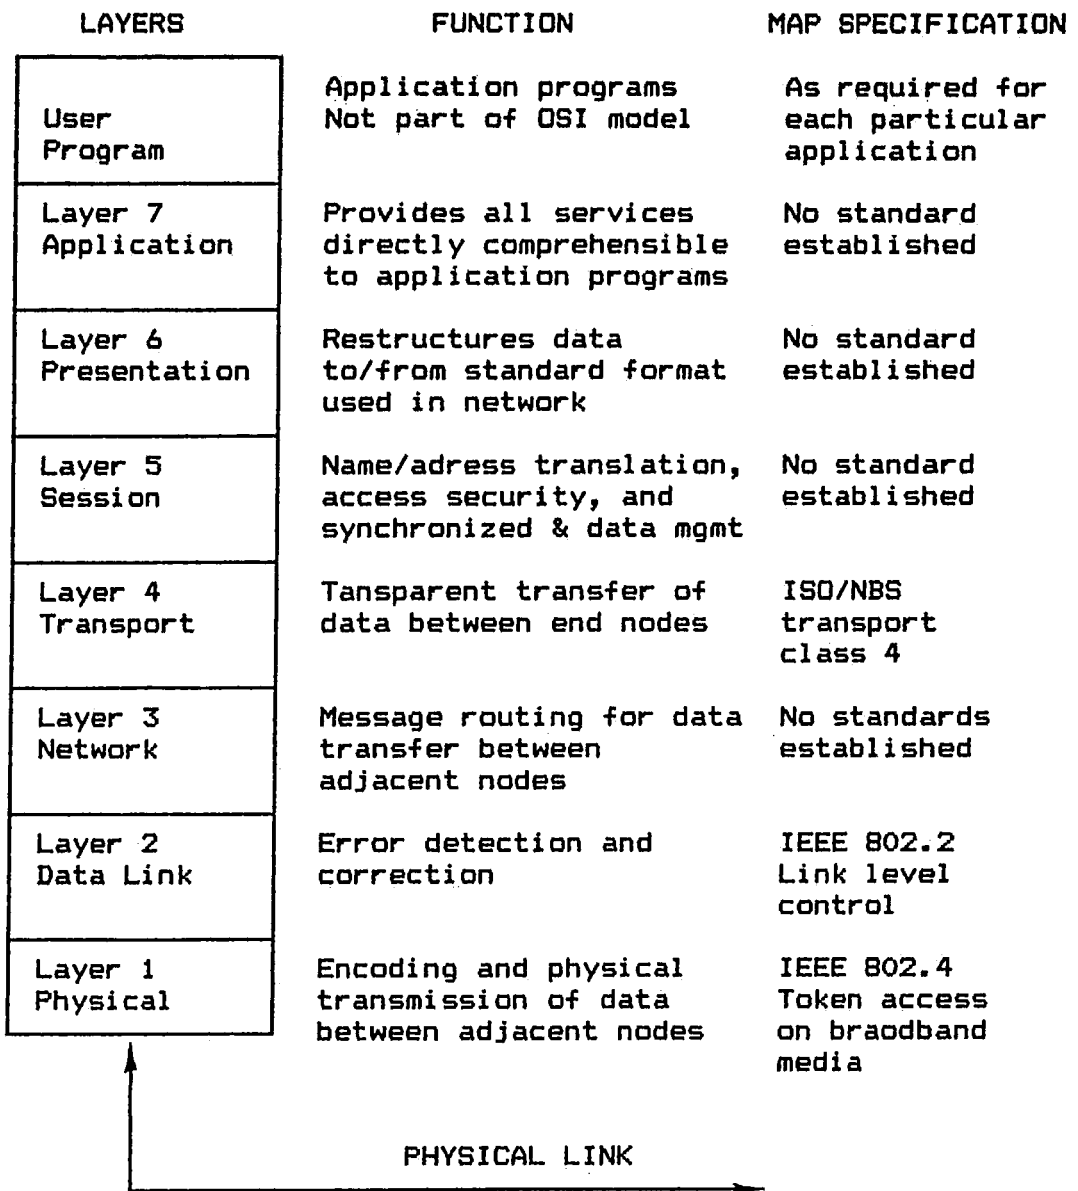 LAYERS FUNCTION MAP SPECIFICATION
User
Program
Application programs
Not part of OSI model
As required for
each particular
application
Layer 7
Application
Provides all services
directly comprehensible
to application programs
No standard
established
Layer 6
Presentation
Restructures data
to/from standard format
used in network
No standard
established
Layer 5
Session
Name/adress translation,
access security, and
synchronized & data mgmt
No standard
established
Layer 4
Transport
Tansparent transfer of
data between end nodes
ISO/NBS
transport
class 4
Layer 3
Network
Message routing for data
transfer between
adjacent nodes
No standards
established
Layer 2
Data Link
Error detection and
correction
IEEE 802.2
Link level
control
Layer 1
Physical
Encoding and physical
transmission of data
between adjacent nodes
IEEE 802.4
Token access
on braodband
media
PHYSICAL LINK